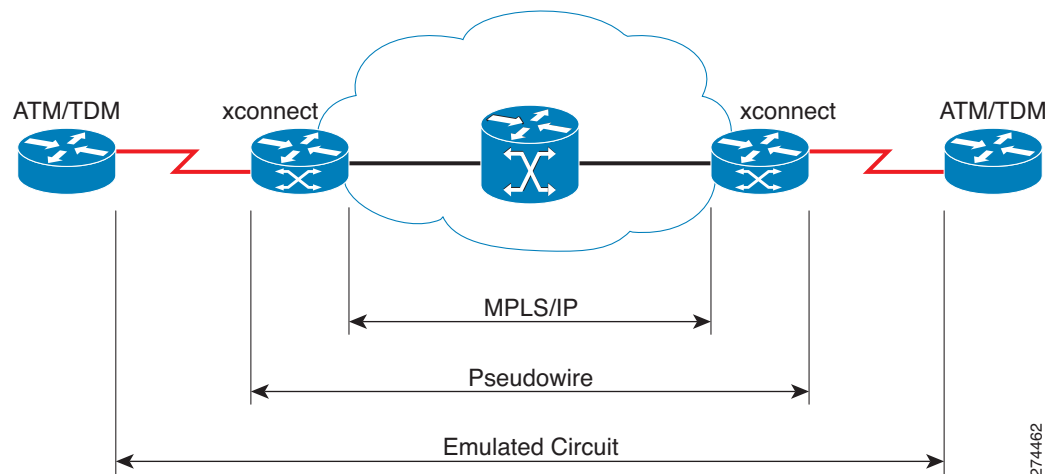 ATM/TDM
xconnect
xconnect
ATM/TDM
MPLS/IP
Pseudowire
Emulated Circuit
274462